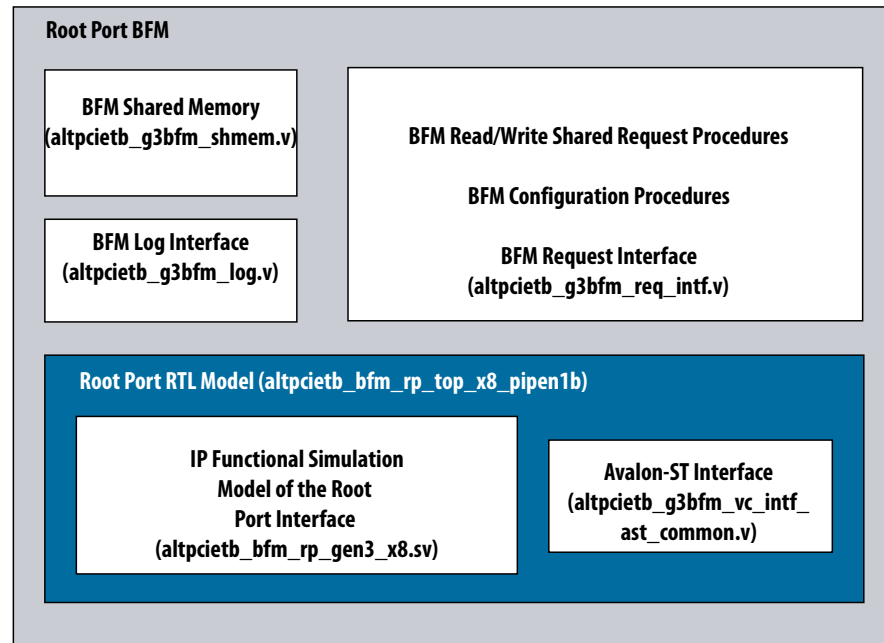 Root Port BFM
BFM Shared Memory
(altpcietb_g3bfm_shmem.v)
BFM Log Interface
(altpcietb_g3bfm_log.v)
BFM Read/Write Shared Request Procedures
BFM Configuration Procedures
BFM Request Interface
(altpcietb_g3bfm_req_intf.v)
Root Port RTL Model (altpcietb_bfm_rp_top_x8_pipen1b)
IP Functional Simulation
Model of the Root
Port Interface
(altpcietb_bfm_rp_gen3_x8.sv)
Avalon-ST Interface
(altpcietb_g3bfm_vc_intf_
ast_common.v)